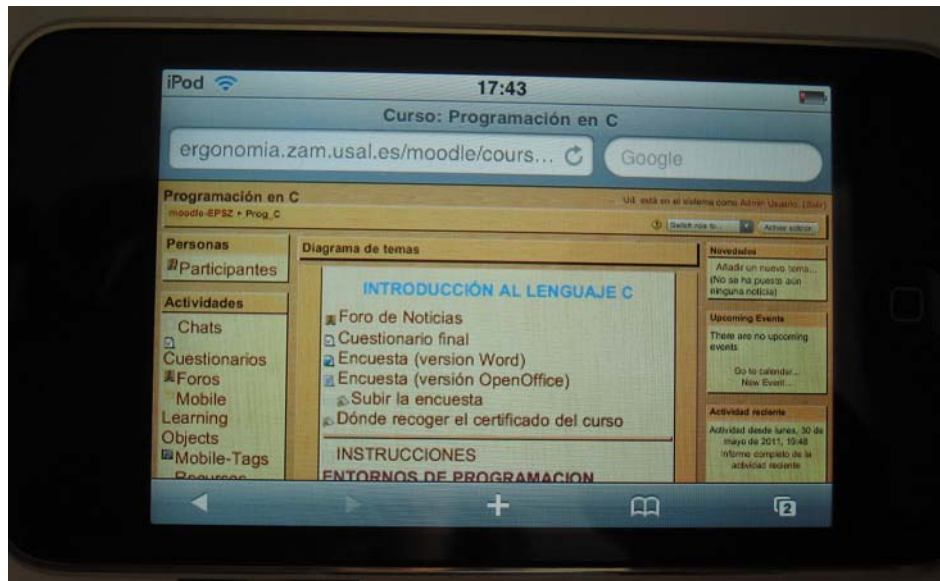 iPod
17:43
Curso: Programación en C
ergonomia.zam.usal.es/moodle/cours...
Google
Programación en C
Ud. está en el sistema como Admin Usuario. (Salir)
moodle-EPSZ ▸ Prog_C
Switch role to...
Activar edición
Personas
Participantes
Actividades
Chats
Cuestionarios
Foros
Mobile
Learning
Objects
Mobile-Tags
Recursos
Diagrama de temas
INTRODUCCIÓN AL LENGUAJE C
Foro de Noticias
Cuestionario final
Encuesta (version Word)
Encuesta (versión OpenOffice)
Subir la encuesta
Dónde recoger el certificado del curso
INSTRUCCIONES
ENTORNOS DE PROGRAMACION
Novedades
Añadir un nuevo tema...
(No se ha puesto aún
ninguna noticia)
Upcoming Events
There are no upcoming
events
Go to calendar...
New Event...
Actividad reciente
Actividad desde lunes, 30 de
mayo de 2011, 19:48
Informe completo de la
actividad reciente
2